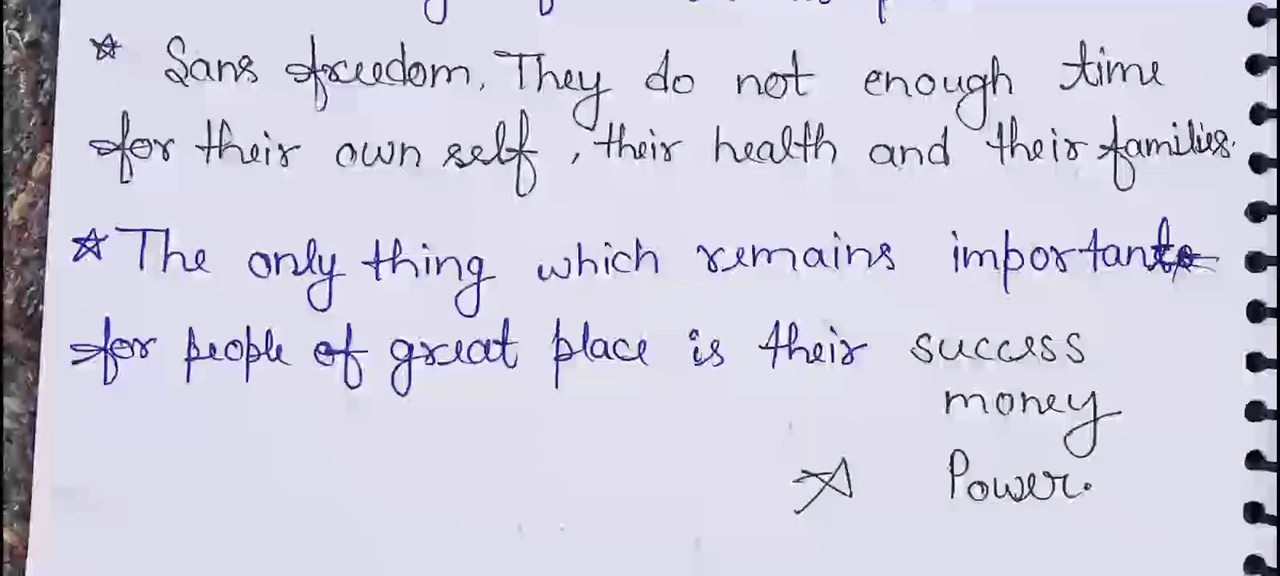 ☆ Sans freedom. They do not enough time
for their own self, their health and their families.
☆ The only thing which remains important
for people of great place is their success
money
☆ Power.